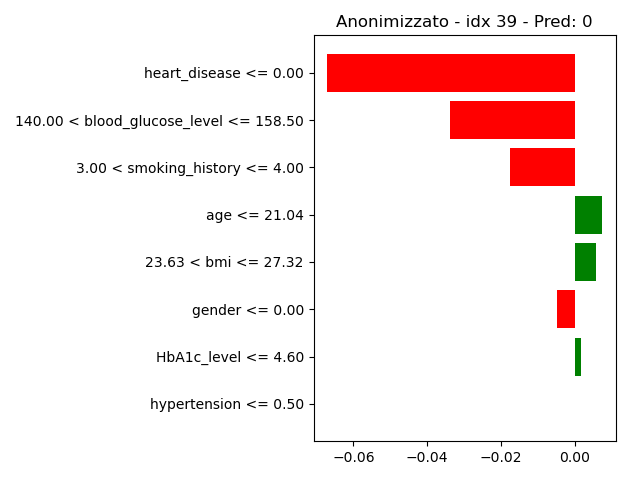 Anonimizzato - idx 39 - Pred: 0
heart_disease <= 0.00
140.00 < blood_glucose_level <= 158.50
3.00 < smoking_history <= 4.00
age <= 21.04
23.63 < bmi <= 27.32
gender <= 0.00
HbA1c_level <= 4.60
hypertension <= 0.50
−0.06 −0.04 −0.02 0.00